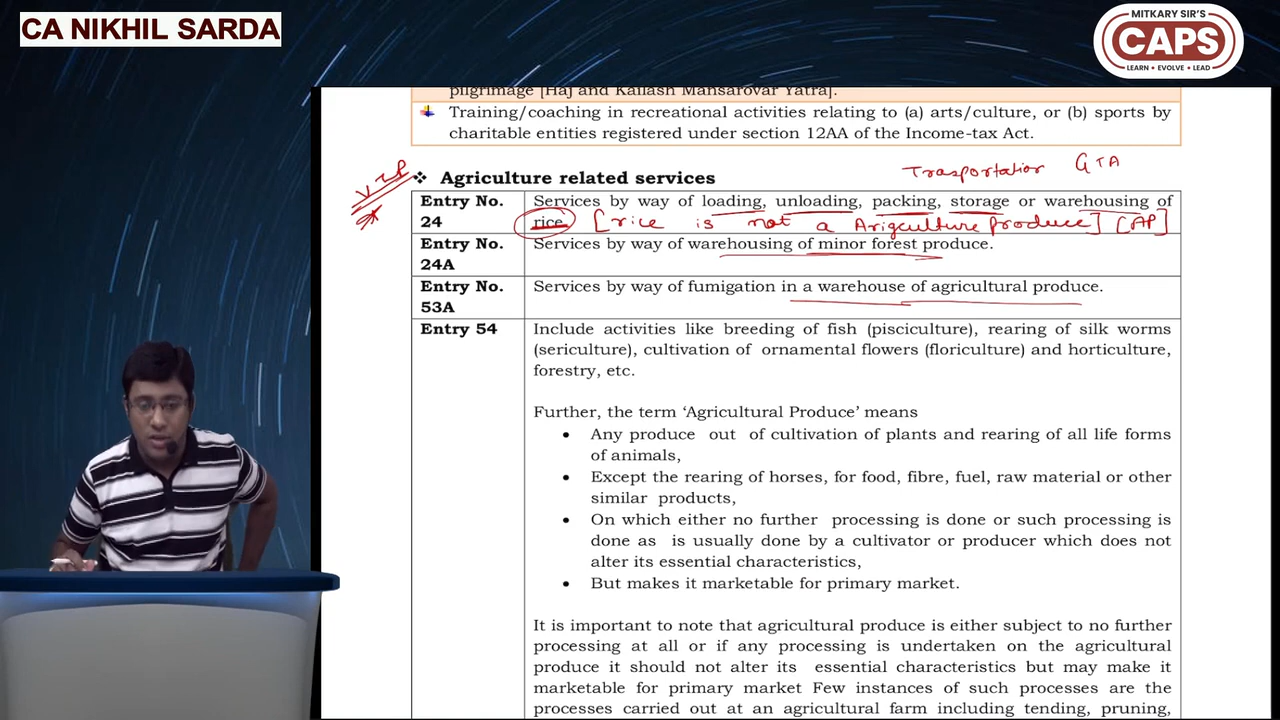 CA NIKHIL SARDA
MITKARY SIR'S
CAPS
LEARN • EVOLVE • LEAD
pilgrimage [Haj and Kailash Mansarovar Yatra].
Training/coaching in recreational activities relating to (a) arts/culture, or (b) sports by
charitable entities registered under section 12AA of the Income-tax Act.
Trasportation GTA
❖ Agriculture related services
Entry No. 24 Services by way of loading, unloading, packing, storage or warehousing of
rice [rice is not a Arigculture Produce] [AP]
Entry No. 24A Services by way of warehousing of minor forest produce.
Entry No. 53A Services by way of fumigation in a warehouse of agricultural produce.
Entry 54 Include activities like breeding of fish (pisciculture), rearing of silk worms
(sericulture), cultivation of ornamental flowers (floriculture) and horticulture,
forestry, etc.
Further, the term ‘Agricultural Produce’ means
• Any produce out of cultivation of plants and rearing of all life forms
of animals,
• Except the rearing of horses, for food, fibre, fuel, raw material or other
similar products,
• On which either no further processing is done or such processing is
done as is usually done by a cultivator or producer which does not
alter its essential characteristics,
• But makes it marketable for primary market.
It is important to note that agricultural produce is either subject to no further
processing at all or if any processing is undertaken on the agricultural
produce it should not alter its essential characteristics but may make it
marketable for primary market Few instances of such processes are the
processes carried out at an agricultural farm including tending, pruning,